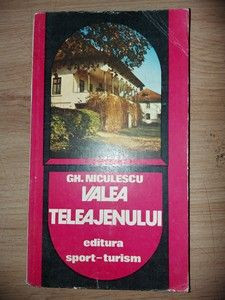 GH. NICULESCU
VALEA
TELEAJENULUI
editura
sport-turism